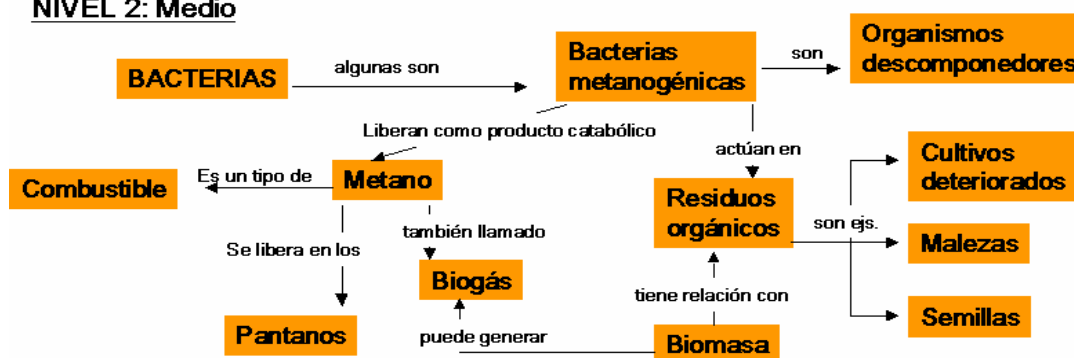 NIVEL 2: Medio
BACTERIAS
algunas son
Bacterias
metanogénicas
son
Organismos
descomponedores
Liberan como producto catabólico
actúan en
Combustible
Es un tipo de
Metano
Residuos
orgánicos
son ejs.
Cultivos
deteriorados
Malezas
Semillas
Se libera en los
también llamado
Biogás
Pantanos
puede generar
tiene relación con
Biomasa